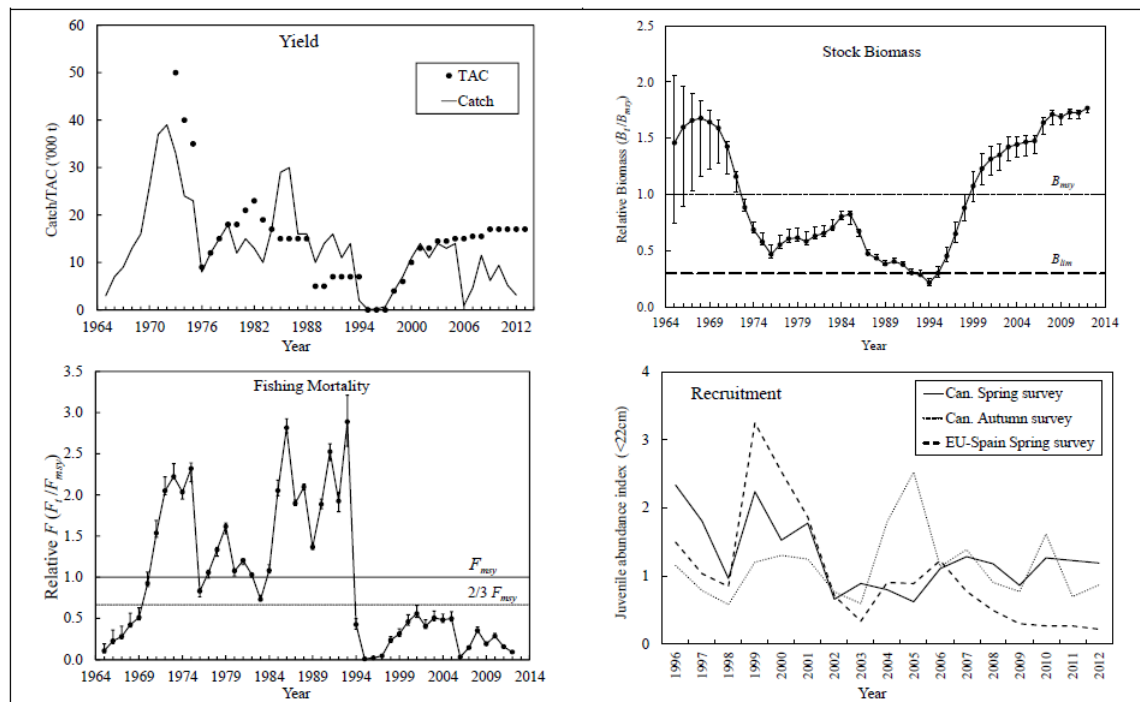 Yield
TAC
Catch
Catch/TAC ('000 t)
60
50
40
30
20
10
0
1964 1970 1976 1982 1988 1994 2000 2006 2012
Year
Stock Biomass
Relative Biomass (Bt/Bmsy)
2.5
2.0
1.5
1.0
0.5
0.0
Bmsy
Blim
1964 1969 1974 1979 1984 1989 1994 1999 2004 2009 2014
Year
Fishing Mortality
Relative F (Ft /Fmsy)
3.5
3.0
2.5
2.0
1.5
1.0
0.5
0.0
Fmsy
2/3 Fmsy
1964 1969 1974 1979 1984 1989 1994 1999 2004 2009 2014
Year
Recruitment
Can. Spring survey
Can. Autumn survey
EU-Spain Spring survey
Juvenile abundance index (<22cm)
4
3
2
1
0
1996 1997 1998 1999 2000 2001 2002 2003 2004 2005 2006 2007 2008 2009 2010 2011 2012
Year